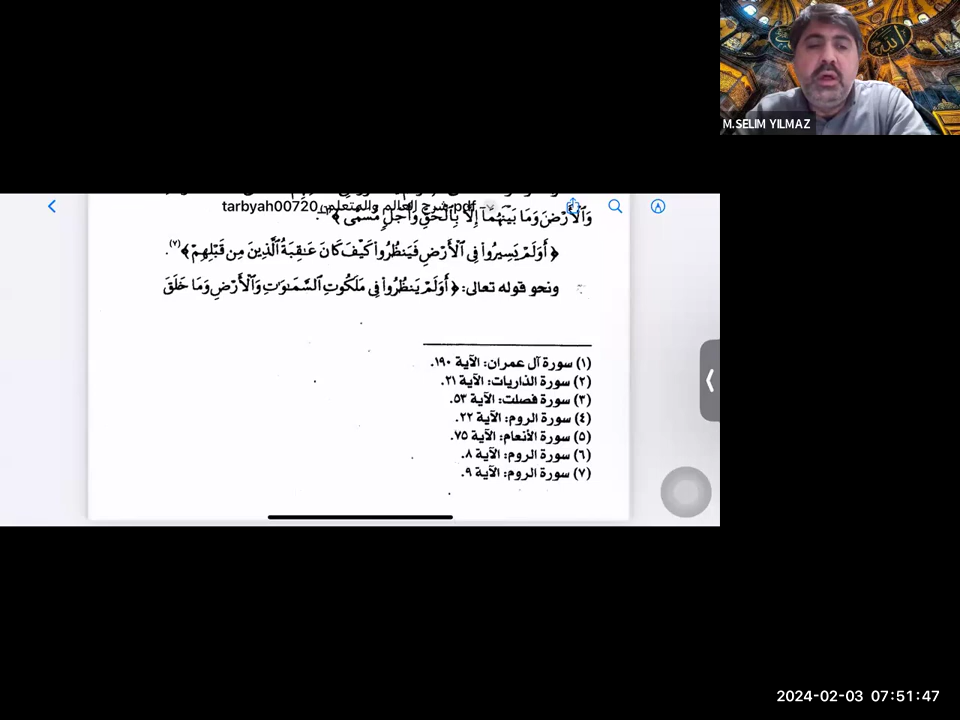 M.SELIM YILMAZ
tarbyah00720_شرح العالم والمتعلم.pdf
وَٱلْأَرْضَ وَمَا بَيْنَهُمَآ إِلَّا بِٱلْحَقِّ وَأَجَلٍ مُّسَمًّى﴾
﴿أَوَلَمْ يَسِيرُوا۟ فِى ٱلْأَرْضِ فَيَنظُرُوا۟ كَيْفَ كَانَ عَـٰقِبَةُ ٱلَّذِينَ مِن قَبْلِهِمْ﴾(٧).
ونحو قوله تعالى: ﴿أَوَلَمْ يَنظُرُوا۟ فِى مَلَكُوتِ ٱلسَّمَـٰوَٰتِ وَٱلْأَرْضِ وَمَا خَلَقَ
(١) سورة آل عمران: الآية ١٩٠.
(٢) سورة الذاريات: الآية ٢١.
(٣) سورة فصلت: الآية ٥٣.
(٤) سورة الروم: الآية ٢٢.
(٥) سورة الأنعام: الآية ٧٥.
(٦) سورة الروم: الآية ٨.
(٧) سورة الروم: الآية ٩.
2024-02-03 07:51:47